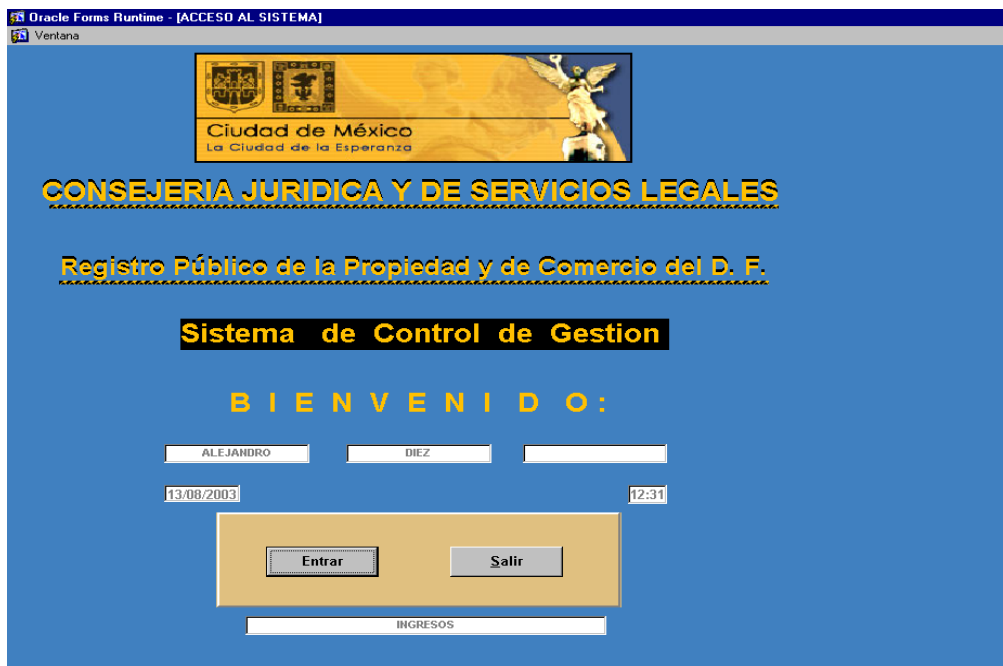 Oracle Forms Runtime - [ACCESO AL SISTEMA]
Ventana
Ciudad de México
La Ciudad de la Esperanza
CONSEJERIA JURIDICA Y DE SERVICIOS LEGALES
Registro Público de la Propiedad y de Comercio del D. F.
Sistema de Control de Gestion
B I E N V E N I D O :
ALEJANDRO DIEZ
13/08/2003 12:31
Entrar Salir
INGRESOS